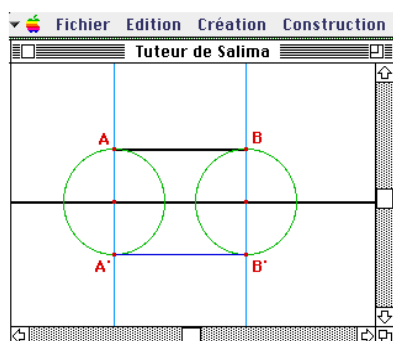 Fichier Edition Création Construction
Tuteur de Salima
A B
A' B'